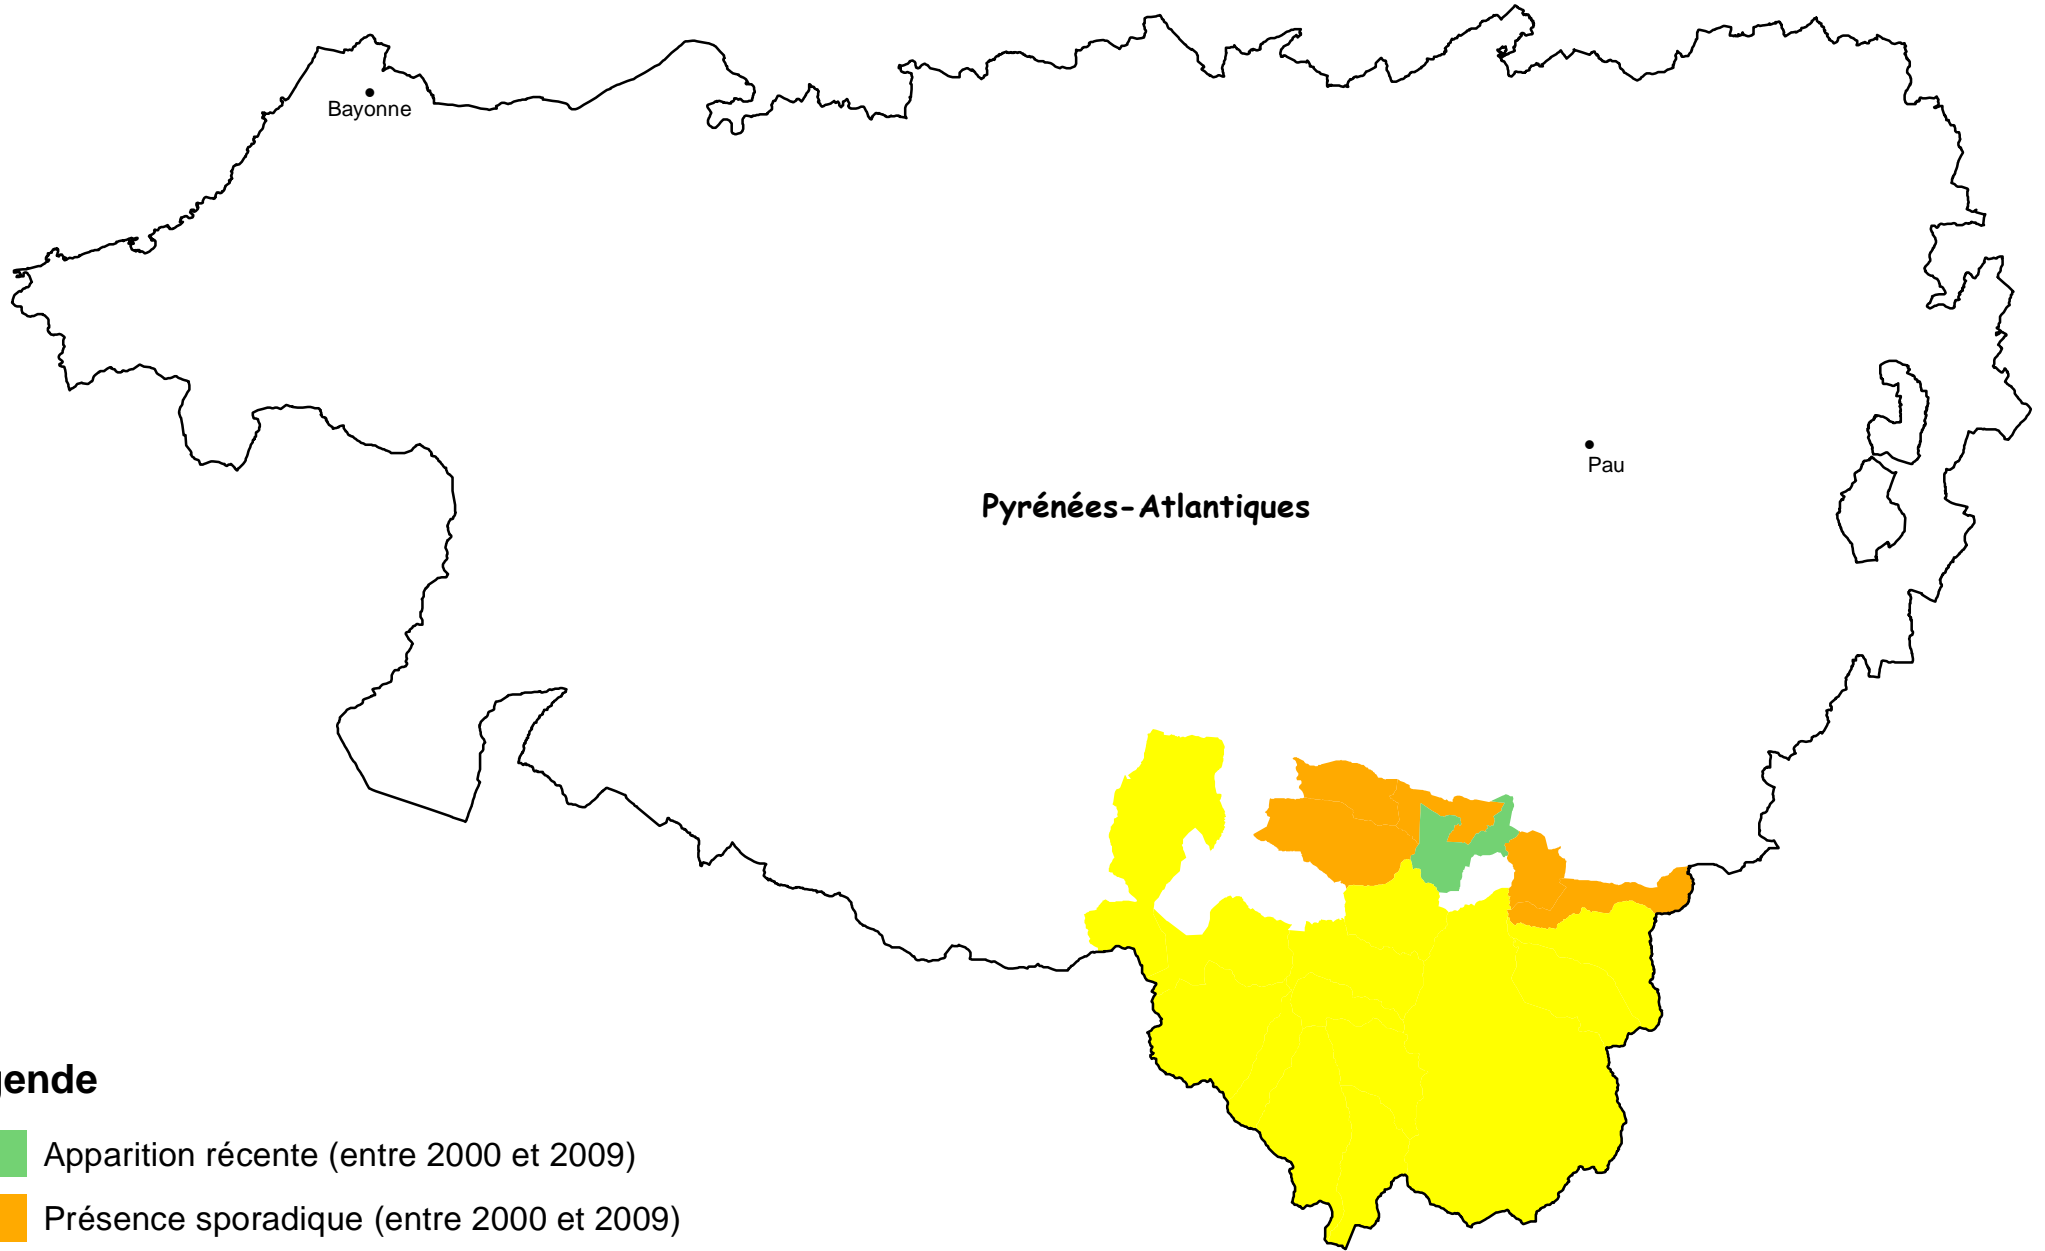 Bayonne
Pau
Pyrénées-Atlantiques
gende
Apparition récente (entre 2000 et 2009)
Présence sporadique (entre 2000 et 2009)